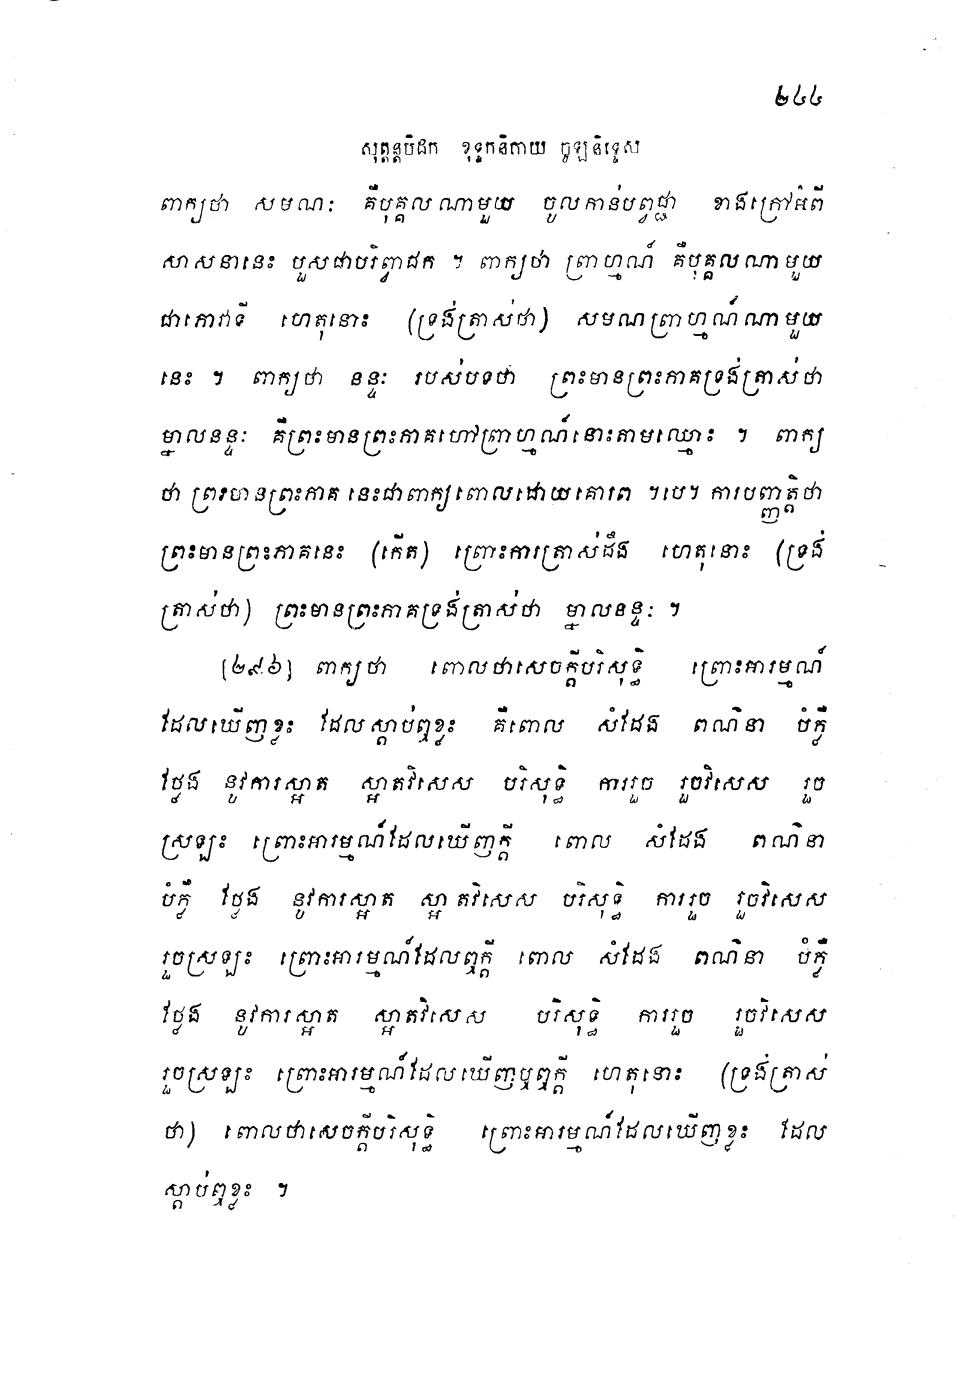 ២៤៤
សុត្តន្តបិដក ខុទ្ទកនិកាយ ចូឡនិទ្ទេស
ពាក្យថា សមណៈ គឺបុគ្គលណាមួយ ចូលកាន់បព្វជ្ជា ខាងក្រៅអំពី
សាសនានេះ បួសជាបរិព្វាជក ។ ពាក្យថា ព្រាហ្មណ៍ គឺបុគ្គលណាមួយ
ជាភោវាទី ហេតុនោះ (ទ្រង់ត្រាស់ថា) សមណព្រាហ្មណ៍ណាមួយ
នេះ ។ ពាក្យថា នន្ទៈ របស់បទថា ព្រះមានព្រះភាគទ្រង់ត្រាស់ថា
ម្នាលនន្ទៈ គឺព្រះមានព្រះភាគហៅព្រាហ្មណ៍នោះតាមឈ្មោះ ។ ពាក្យ
ថា ព្រះមានព្រះភាគ នេះជាពាក្យពោលដោយគោរព ។បេ។ ការបញ្ញត្តិថា
ព្រះមានព្រះភាគនេះ (កើត) ព្រោះការត្រាស់ដឹង ហេតុនោះ (ទ្រង់
ត្រាស់ថា) ព្រះមានព្រះភាគទ្រង់ត្រាស់ថា ម្នាលនន្ទៈ ។
[២៩៦] ពាក្យថា ពោលថាសេចក្តីបរិសុទ្ធិ ព្រោះអារម្មណ៍
ដែលឃើញខ្លះ ដែលស្តាប់ឮខ្លះ គឺពោល សំដែង ពណ៌នា បំភ្លឺ
ថ្លែង នូវការស្អាត ស្អាតវិសេស បរិសុទ្ធិ ការរួច រួចវិសេស រួច
ស្រឡះ ព្រោះអារម្មណ៍ដែលឃើញក្តី ពោល សំដែង ពណ៌នា
បំភ្លឺ ថ្លែង នូវការស្អាត ស្អាតវិសេស បរិសុទ្ធិ ការរួច រួចវិសេស
រួចស្រឡះ ព្រោះអារម្មណ៍ដែលឮក្តី ពោល សំដែង ពណ៌នា បំភ្លឺ
ថ្លែង នូវការស្អាត ស្អាតវិសេស បរិសុទ្ធិ ការរួច រួចវិសេស
រួចស្រឡះ ព្រោះអារម្មណ៍ដែលឃើញឬឮក្តី ហេតុនោះ (ទ្រង់ត្រាស់
ថា) ពោលថាសេចក្តីបរិសុទ្ធិ ព្រោះអារម្មណ៍ដែលឃើញខ្លះ ដែល
ស្តាប់ឮខ្លះ ។